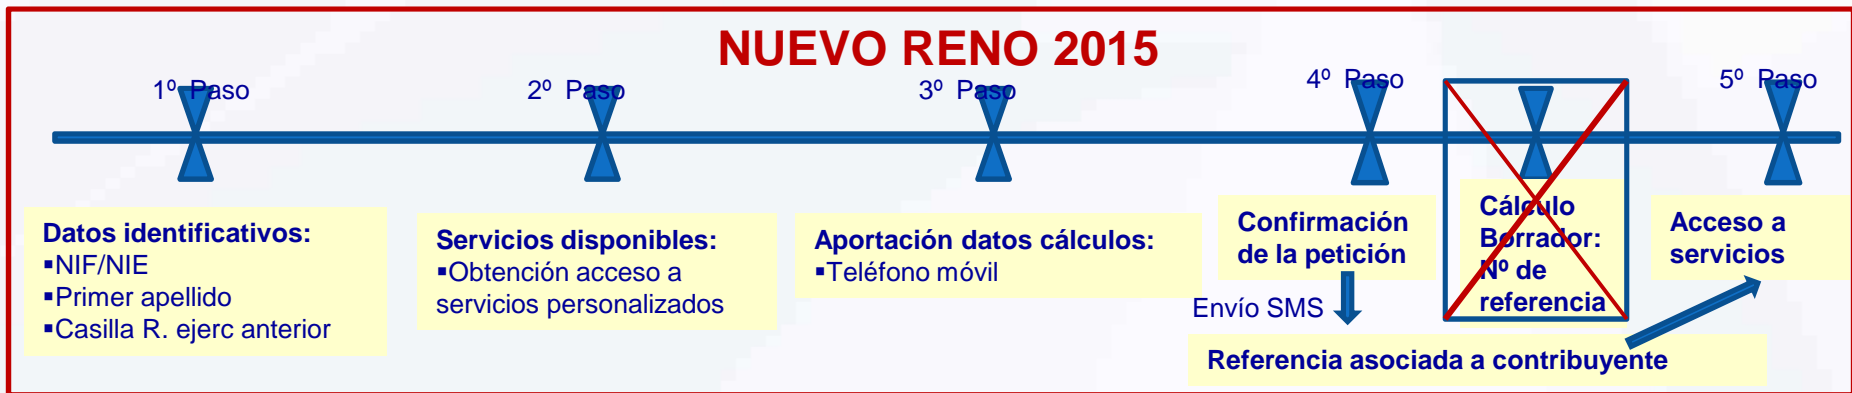 NUEVO RENO 2015
1º Paso
2º Paso
3º Paso
4º Paso
5º Paso
Datos identificativos:
▪NIF/NIE
▪Primer apellido
▪Casilla R. ejerc anterior
Servicios disponibles:
▪Obtención acceso a
servicios personalizados
Aportación datos cálculos:
▪Teléfono móvil
Confirmación
de la petición
Envío SMS
Cálculo
Borrador:
Nº de
referencia
Acceso a
servicios
Referencia asociada a contribuyente